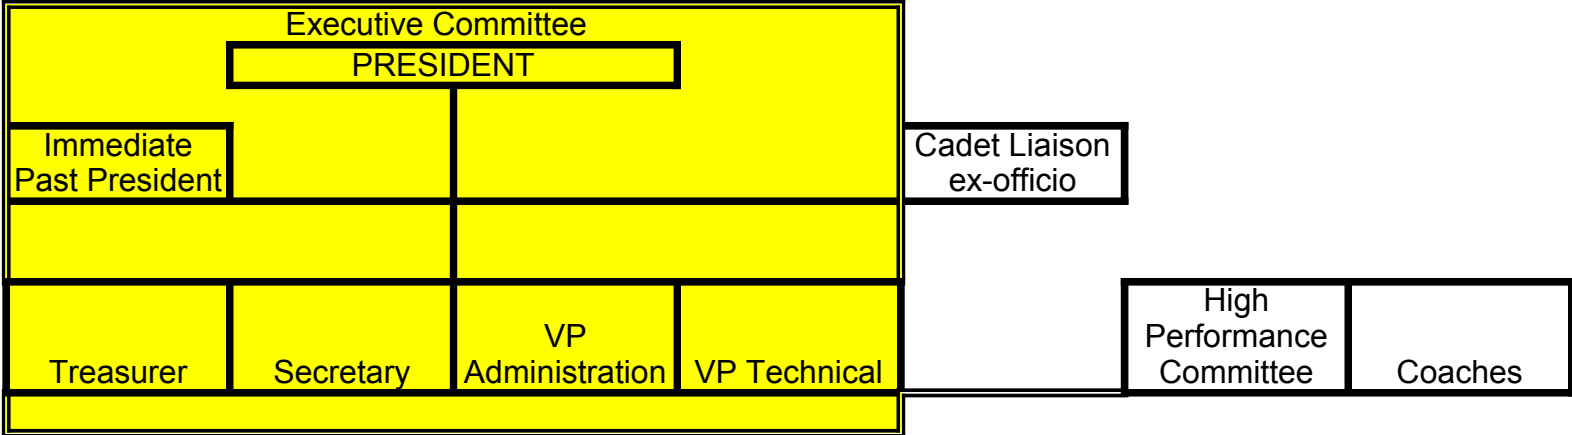 Executive Committee
PRESIDENT
Immediate
Past President
Cadet Liaison
ex-officio
Treasurer
Secretary
VP
Administration
VP Technical
High
Performance
Committee
Coaches